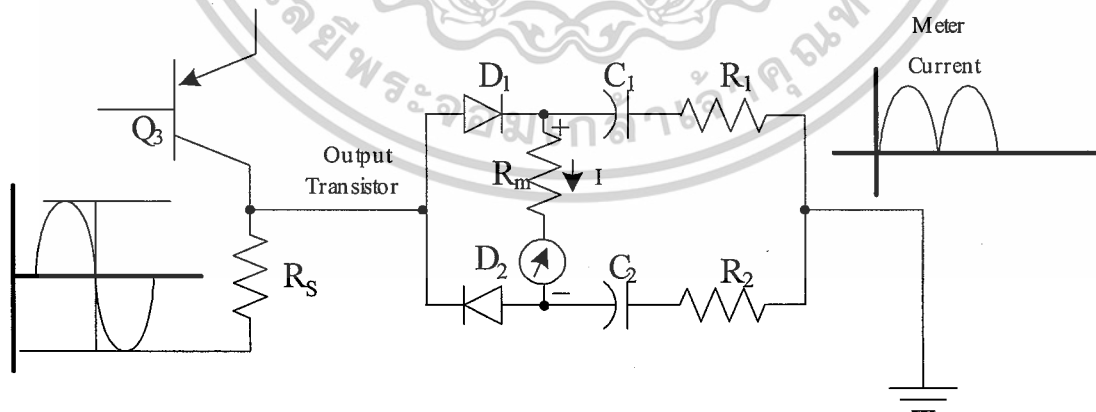 Meter
Current
D1
C1
R1
Q3
+
Output
Transistor
Rm
I
D2
C2
R2
−
RS